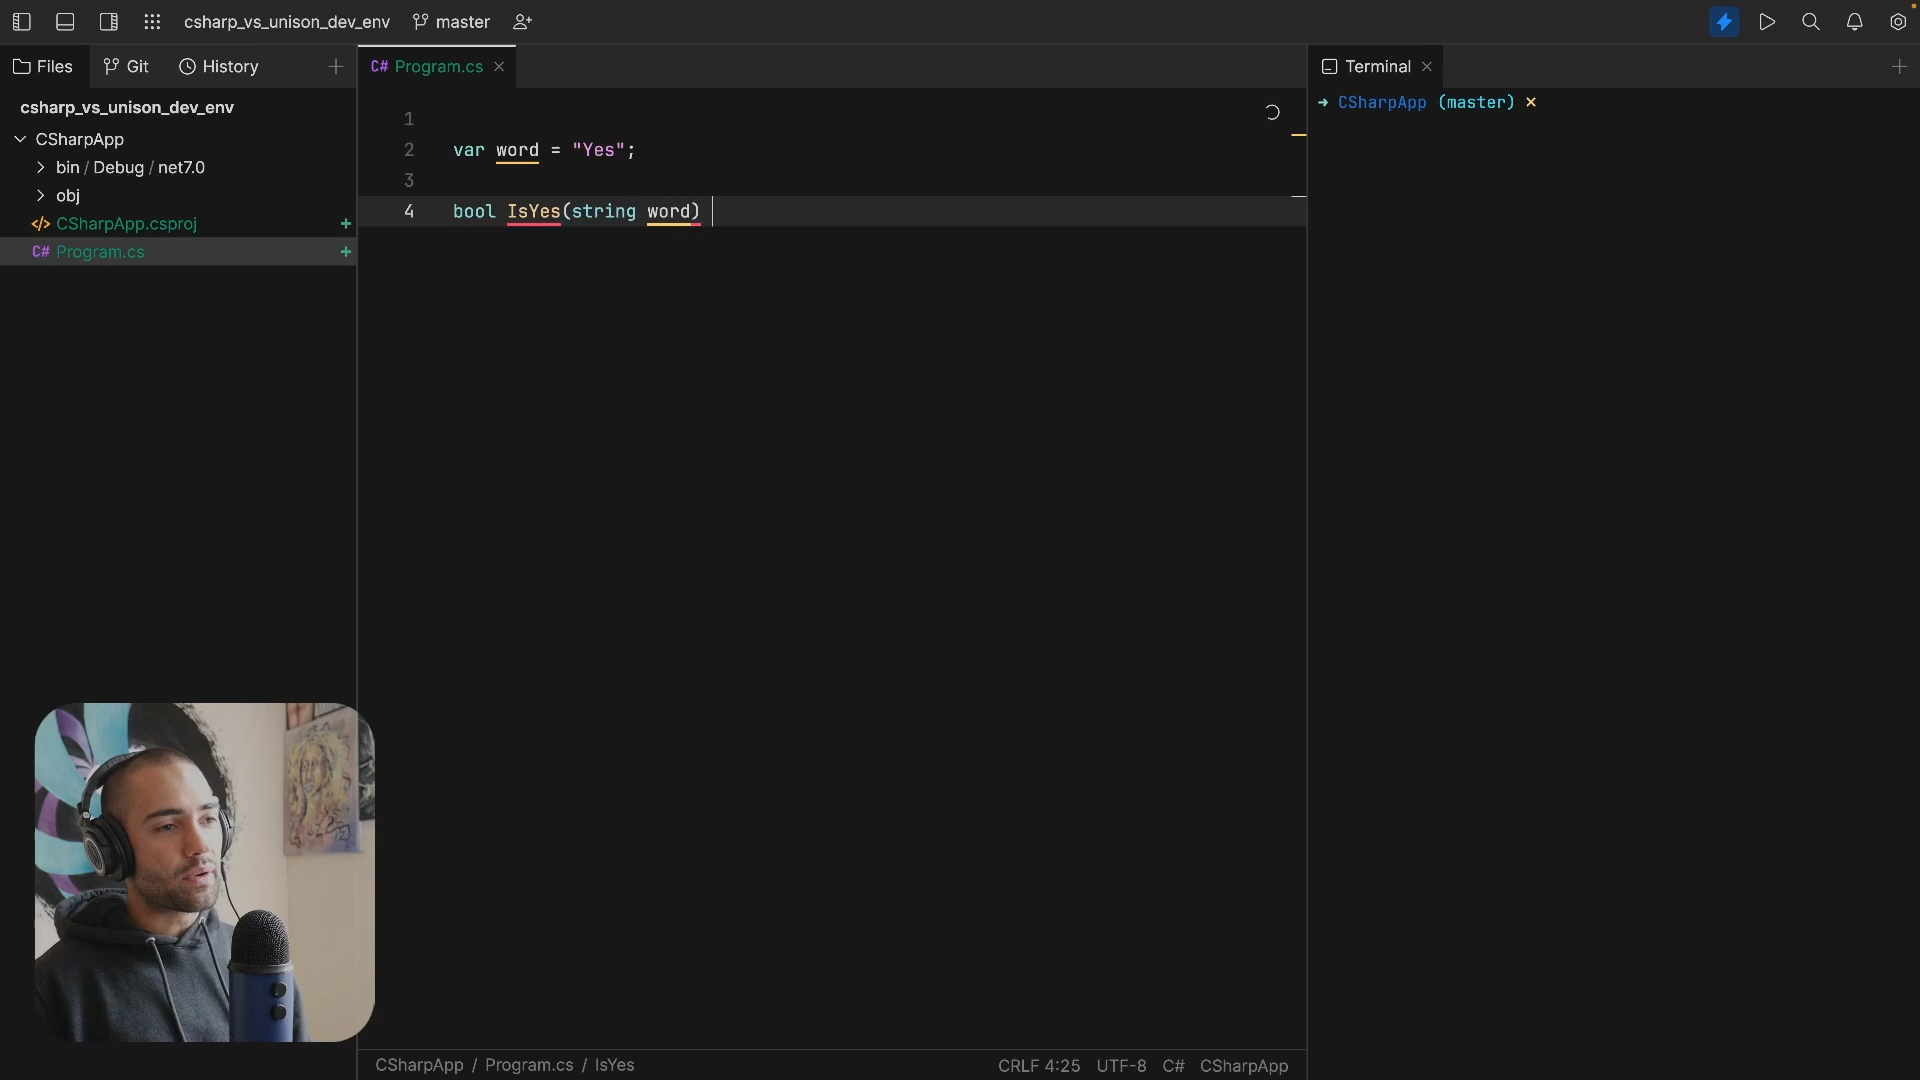 csharp_vs_unison_dev_env master
Files Git History
C# Program.cs
Terminal
csharp_vs_unison_dev_env
CSharpApp
bin / Debug / net7.0
obj
</> CSharpApp.csproj +
C# Program.cs +
1
2 var word = "Yes";
3
4 bool IsYes(string word)
→ CSharpApp (master) ×
CSharpApp / Program.cs / IsYes
CRLF 4:25 UTF-8 C# CSharpApp